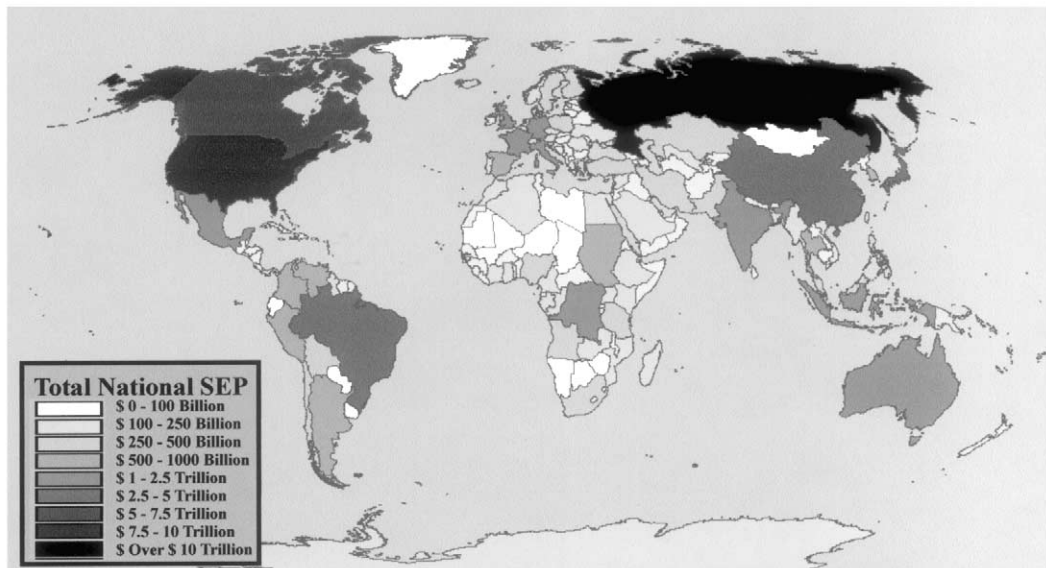 Total National SEP
$ 0 - 100 Billion
$ 100 - 250 Billion
$ 250 - 500 Billion
$ 500 - 1000 Billion
$ 1 - 2.5 Trillion
$ 2.5 - 5 Trillion
$ 5 - 7.5 Trillion
$ 7.5 - 10 Trillion
$ Over $ 10 Trillion